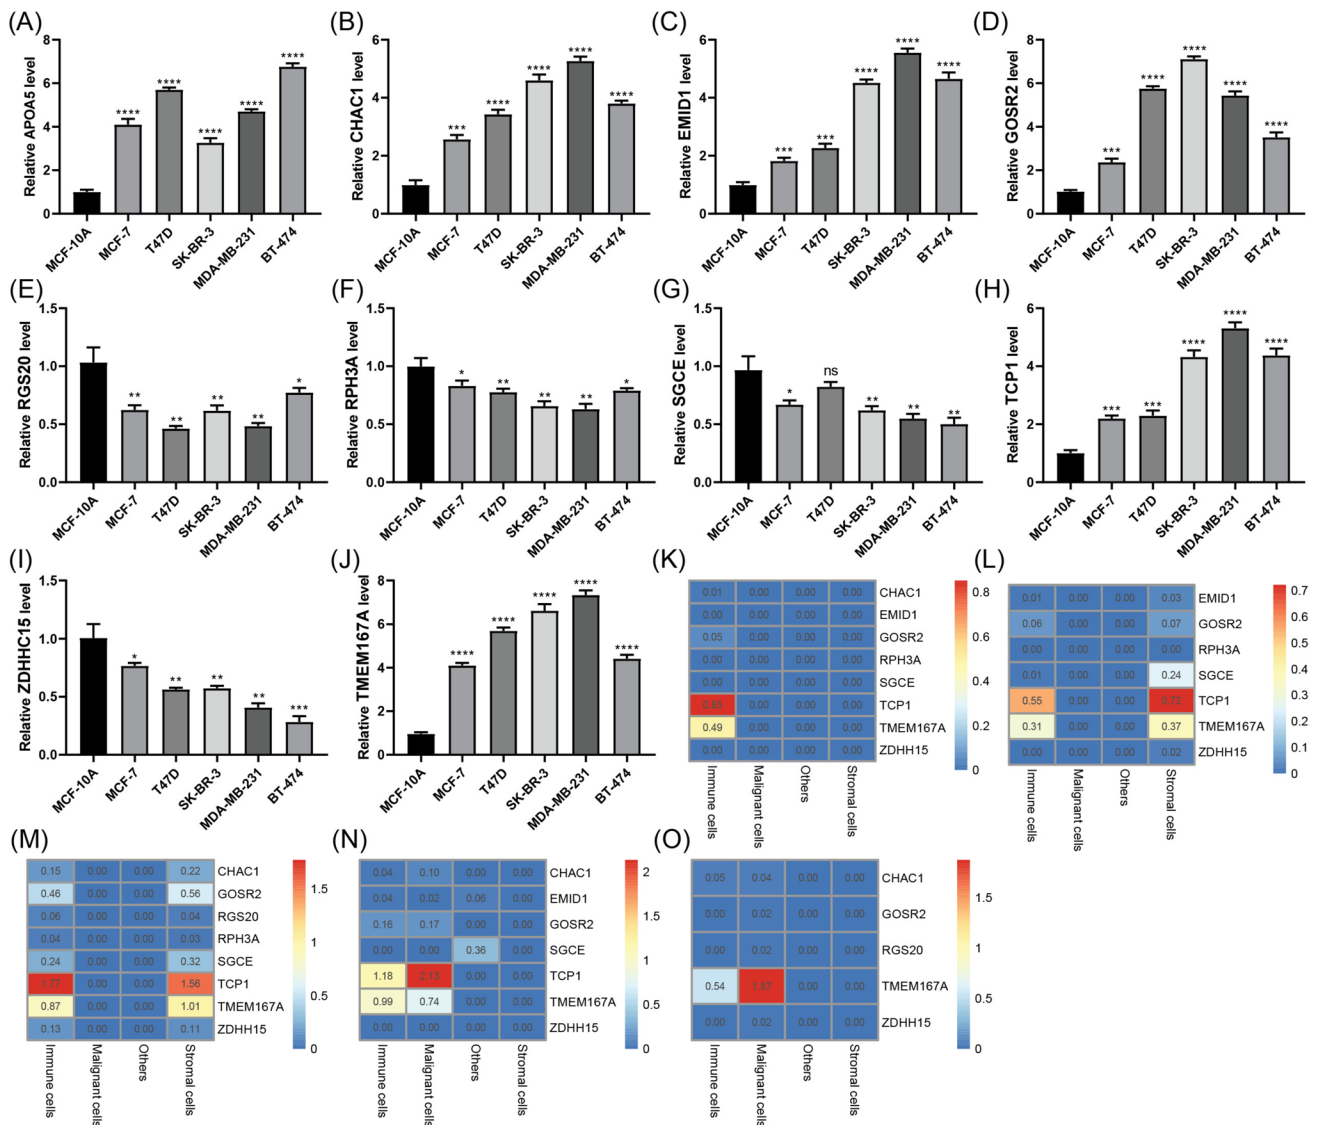 (A)
Relative APOA5 level
8
6
4
2
0
**** **** **** **** ****
MCF-10A MCF-7 T47D SK-BR-3 MDA-MB-231 BT-474
(B)
Relative CHAC1 level
6
4
2
0
*** **** **** **** ****
MCF-10A MCF-7 T47D SK-BR-3 MDA-MB-231 BT-474
(C)
Relative EMID1 level
6
4
2
0
*** *** **** **** ****
MCF-10A MCF-7 T47D SK-BR-3 MDA-MB-231 BT-474
(D)
Relative GOSR2 level
8
6
4
2
0
*** **** **** **** ****
MCF-10A MCF-7 T47D SK-BR-3 MDA-MB-231 BT-474
(E)
Relative RGS20 level
1.5
1.0
0.5
0.0
** ** ** ** *
MCF-10A MCF-7 T47D SK-BR-3 MDA-MB-231 BT-474
(F)
Relative RPH3A level
1.5
1.0
0.5
0.0
* ** ** ** *
MCF-10A MCF-7 T47D SK-BR-3 MDA-MB-231 BT-474
(G)
Relative SGCE level
1.5
1.0
0.5
0.0
* ns ** ** **
MCF-10A MCF-7 T47D SK-BR-3 MDA-MB-231 BT-474
(H)
Relative TCP1 level
6
4
2
0
*** *** **** **** ****
MCF-10A MCF-7 T47D SK-BR-3 MDA-MB-231 BT-474
(I)
Relative ZDHHC15 level
1.5
1.0
0.5
0.0
* ** ** ** ***
MCF-10A MCF-7 T47D SK-BR-3 MDA-MB-231 BT-474
(J)
Relative TMEM167A level
8
6
4
2
0
**** **** **** **** ****
MCF-10A MCF-7 T47D SK-BR-3 MDA-MB-231 BT-474
(K)
0.01 0.00 0.00 0.00 CHAC1
0.00 0.00 0.00 0.00 EMID1
0.05 0.00 0.00 0.00 GOSR2
0.00 0.00 0.00 0.00 RPH3A
0.00 0.00 0.00 0.00 SGCE
0.85 0.00 0.00 0.00 TCP1
0.49 0.00 0.00 0.00 TMEM167A
0.00 0.00 0.00 0.00 ZDHH15
Immune cells Malignant cells Others Stromal cells
0.8
0.6
0.4
0.2
0
(L)
0.01 0.00 0.00 0.03 EMID1
0.06 0.00 0.00 0.07 GOSR2
0.00 0.00 0.00 0.00 RPH3A
0.01 0.00 0.00 0.24 SGCE
0.55 0.00 0.00 0.72 TCP1
0.31 0.00 0.00 0.37 TMEM167A
0.00 0.00 0.00 0.02 ZDHH15
Immune cells Malignant cells Others Stromal cells
0.7
0.6
0.5
0.4
0.3
0.2
0.1
0
(M)
0.15 0.00 0.00 0.22 CHAC1
0.46 0.00 0.00 0.56 GOSR2
0.06 0.00 0.00 0.04 RGS20
0.04 0.00 0.00 0.03 RPH3A
0.24 0.00 0.00 0.32 SGCE
1.77 0.00 0.00 1.56 TCP1
0.87 0.00 0.00 1.01 TMEM167A
0.13 0.00 0.00 0.11 ZDHH15
Immune cells Malignant cells Others Stromal cells
1.5
1
0.5
0
(N)
0.04 0.10 0.00 0.00 CHAC1
0.04 0.02 0.06 0.00 EMID1
0.16 0.17 0.00 0.00 GOSR2
0.00 0.00 0.36 0.00 SGCE
1.18 2.13 0.00 0.00 TCP1
0.99 0.74 0.00 0.00 TMEM167A
0.00 0.00 0.00 0.00 ZDHH15
Immune cells Malignant cells Others Stromal cells
2
1.5
1
0.5
0
(O)
0.05 0.04 0.00 0.00 CHAC1
0.00 0.02 0.00 0.00 GOSR2
0.00 0.02 0.00 0.00 RGS20
0.54 1.87 0.00 0.00 TMEM167A
0.00 0.02 0.00 0.00 ZDHH15
Immune cells Malignant cells Others Stromal cells
1.5
1
0.5
0